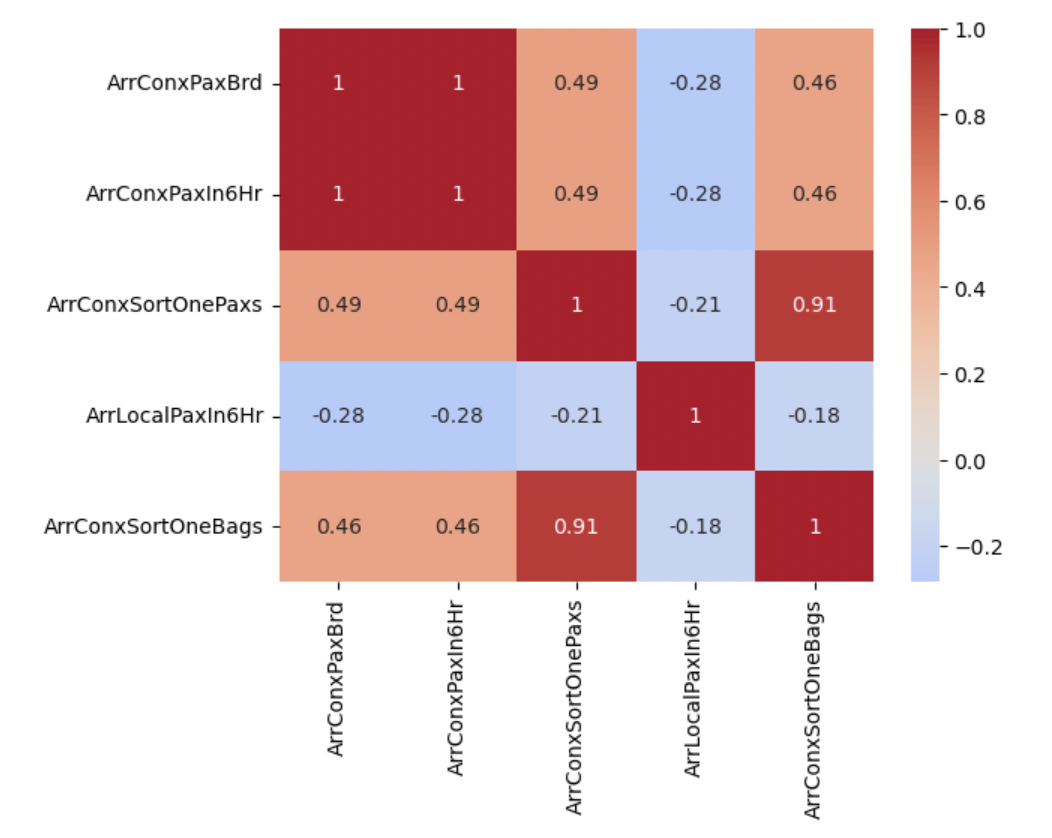 ArrConxPaxBrd 1 1 0.49 -0.28 0.46
ArrConxPaxIn6Hr 1 1 0.49 -0.28 0.46
ArrConxSortOnePaxs 0.49 0.49 1 -0.21 0.91
ArrLocalPaxIn6Hr -0.28 -0.28 -0.21 1 -0.18
ArrConxSortOneBags 0.46 0.46 0.91 -0.18 1
ArrConxPaxBrd
ArrConxPaxIn6Hr
ArrConxSortOnePaxs
ArrLocalPaxIn6Hr
ArrConxSortOneBags
1.0
0.8
0.6
0.4
0.2
0.0
−0.2